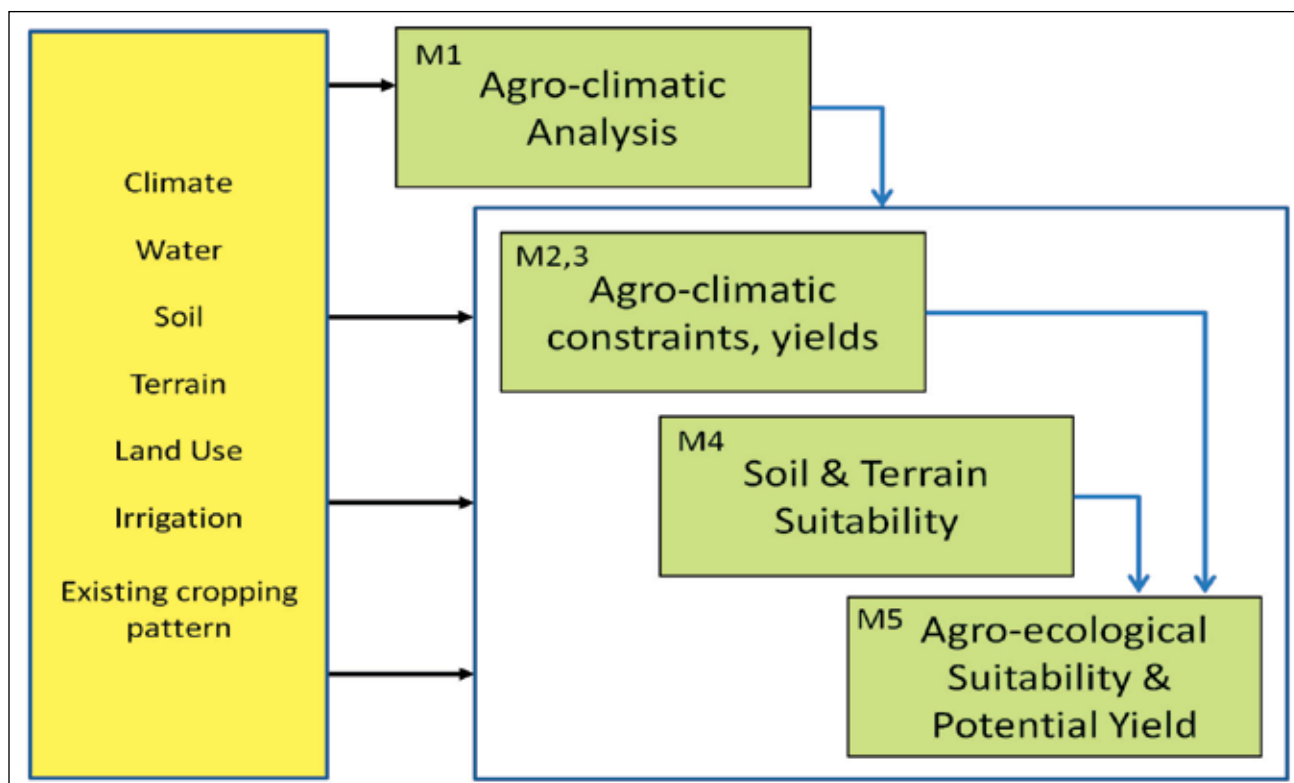 Climate
Water
Soil
Terrain
Land Use
Irrigation
Existing cropping
pattern
M1
Agro-climatic
Analysis
M2,3
Agro-climatic
constraints, yields
M4
Soil & Terrain
Suitability
M5
Agro-ecological
Suitability &
Potential Yield